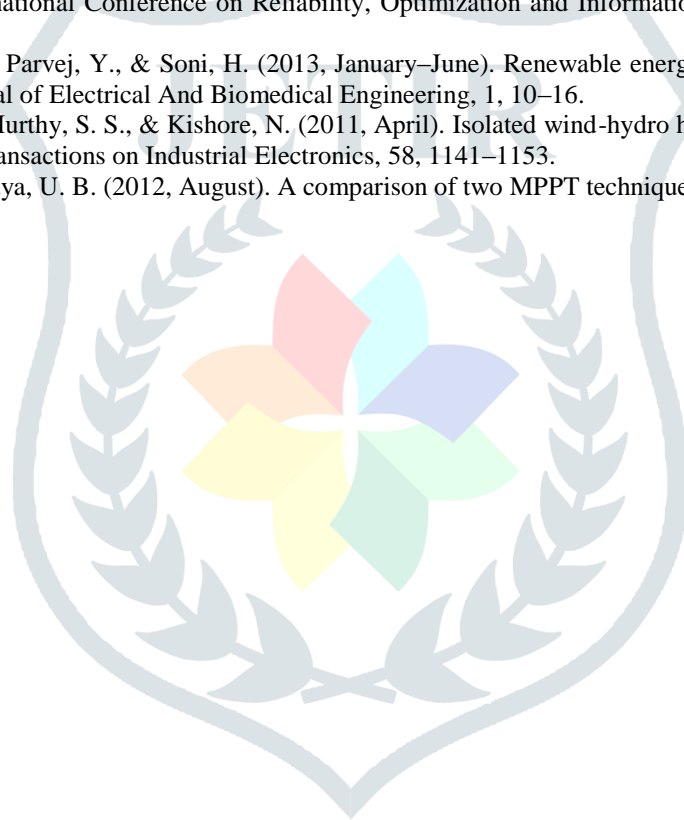 national Conference on Reliability, Optimization and Informatio
Parvej, Y., & Soni, H. (2013, January–June). Renewable energ
al of Electrical And Biomedical Engineering, 1, 10–16.
Murthy, S. S., & Kishore, N. (2011, April). Isolated wind-hydro h
ansactions on Industrial Electronics, 58, 1141–1153.
ya, U. B. (2012, August). A comparison of two MPPT technique
JETIR